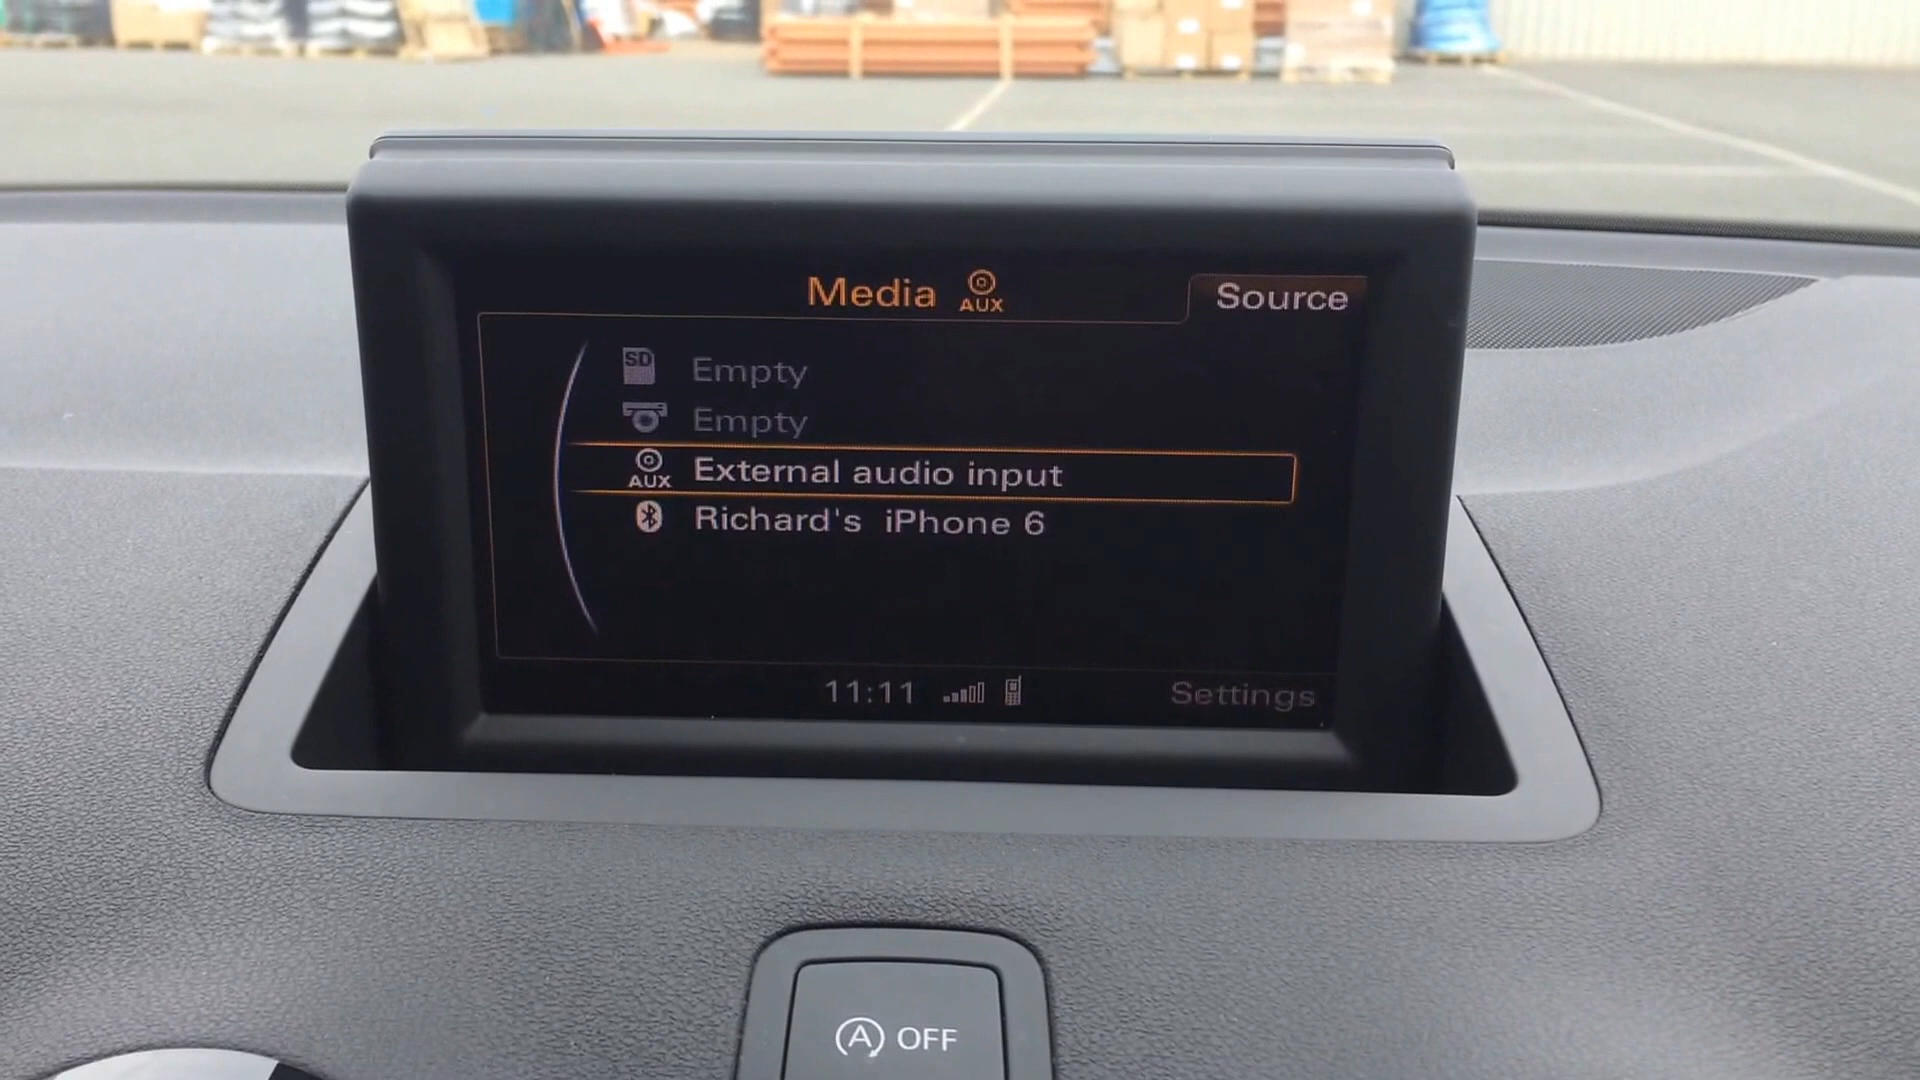 Media AUX Source
SD Empty
Empty
AUX External audio input
Richard's iPhone 6
11:11 Settings
A OFF